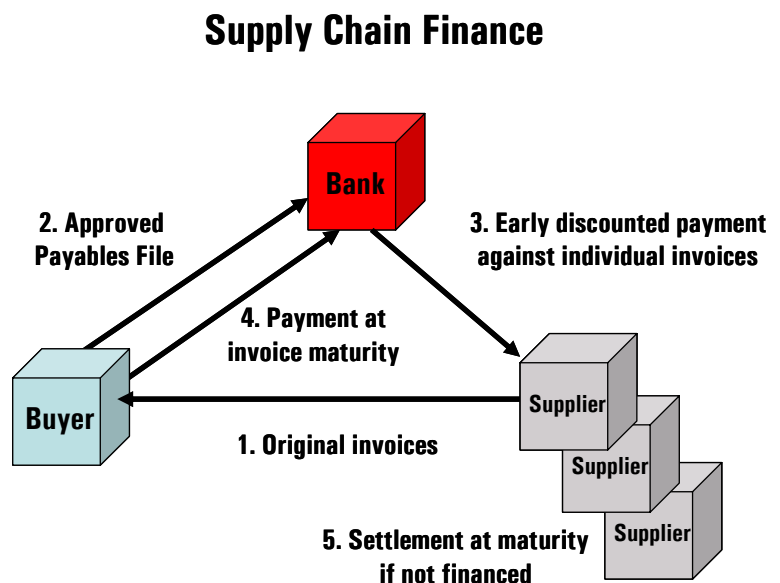 Supply Chain Finance
Bank
2. Approved
Payables File
3. Early discounted payment
against individual invoices
4. Payment at
invoice maturity
Buyer
Supplier
1. Original invoices
Supplier
Supplier
5. Settlement at maturity
if not financed